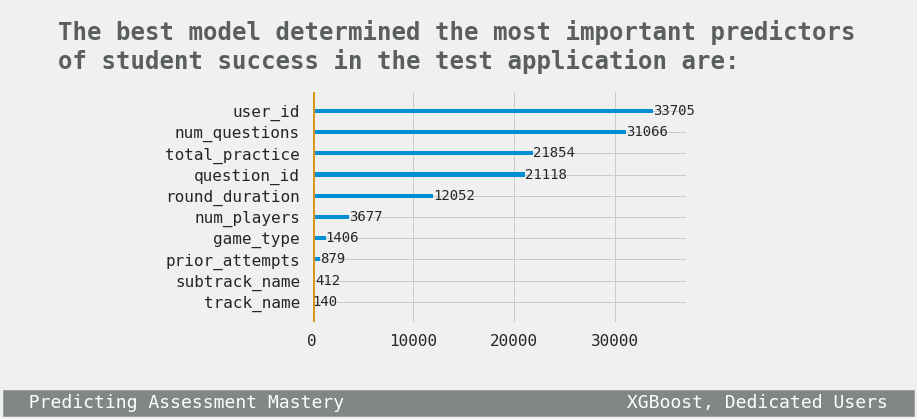 The best model determined the most important predictors
of student success in the test application are:
user_id 33705
num_questions 31066
total_practice 21854
question_id 21118
round_duration 12052
num_players 3677
game_type 1406
prior_attempts 879
subtrack_name 412
track_name 140
0 10000 20000 30000
Predicting Assessment Mastery XGBoost, Dedicated Users